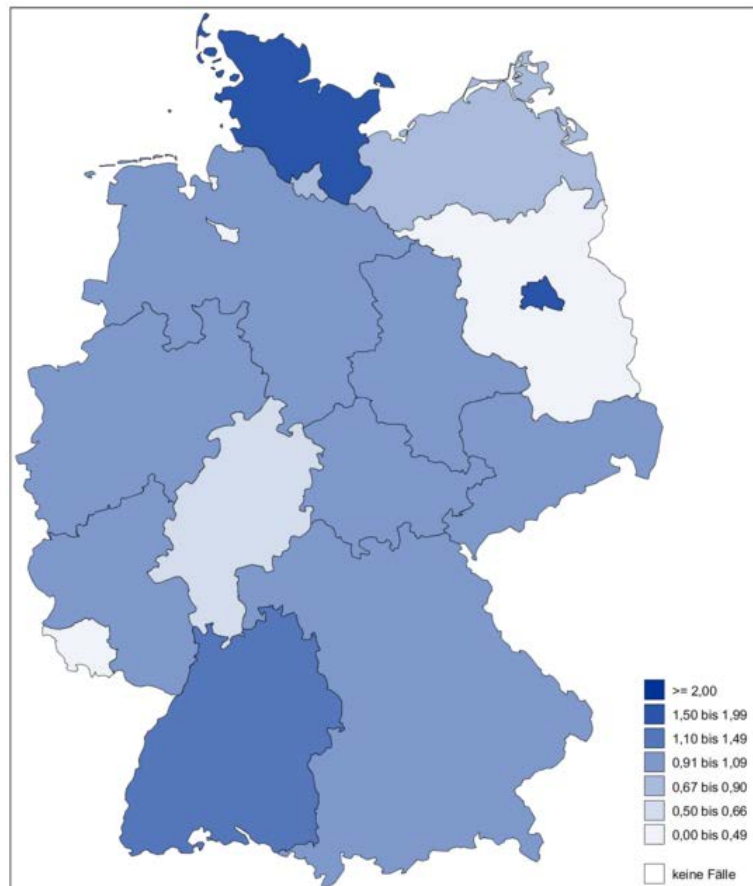 >= 2,00
1,50 bis 1,99
1,10 bis 1,49
0,91 bis 1,09
0,67 bis 0,90
0,50 bis 0,66
0,00 bis 0,49
keine Fälle